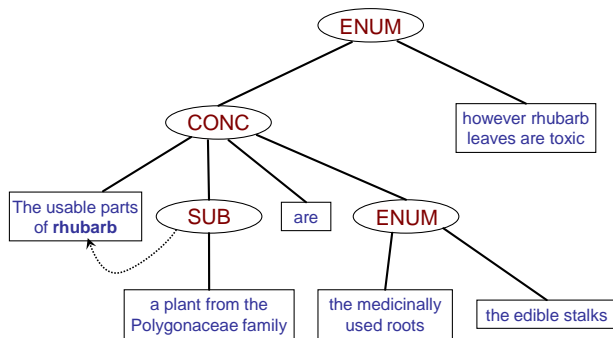 ENUM
however rhubarb
leaves are toxic
CONC
The usable parts
of rhubarb
SUB
are
ENUM
a plant from the
Polygonaceae family
the medicinally
used roots
the edible stalks